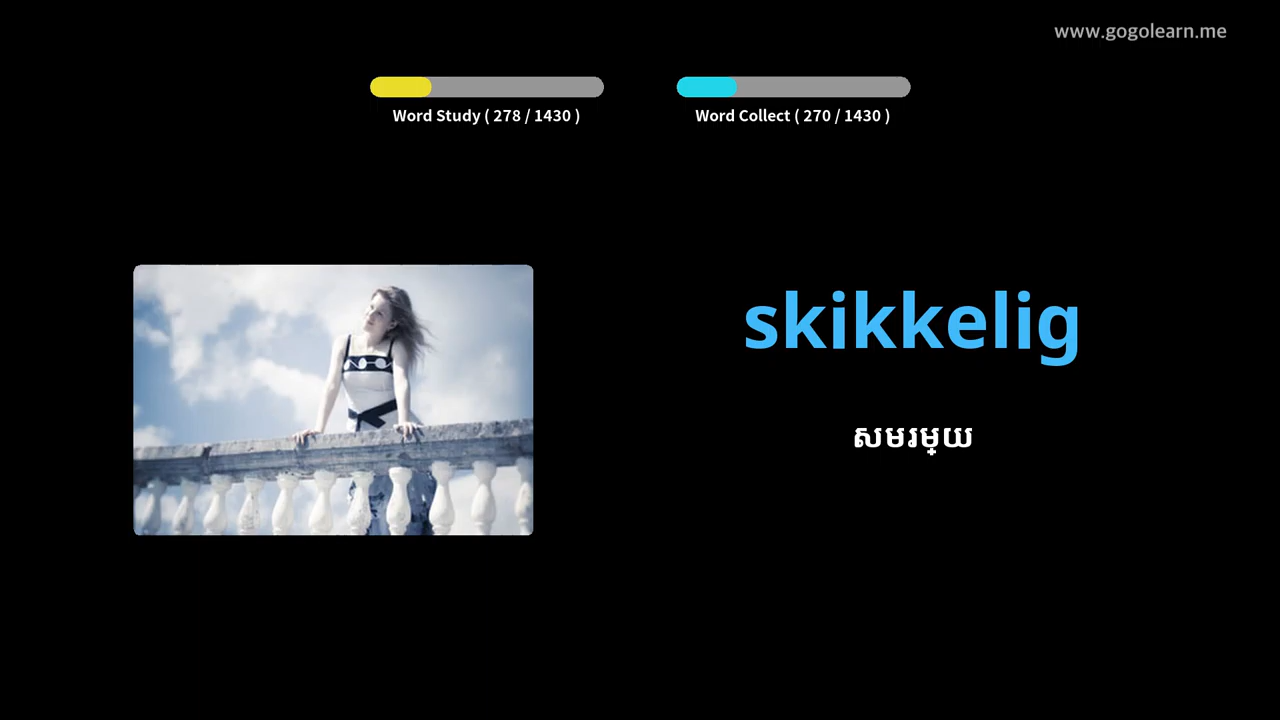 www.gogolearn.me
Word Study ( 278 / 1430 )
Word Collect ( 270 / 1430 )
skikkelig
សមរម្យ